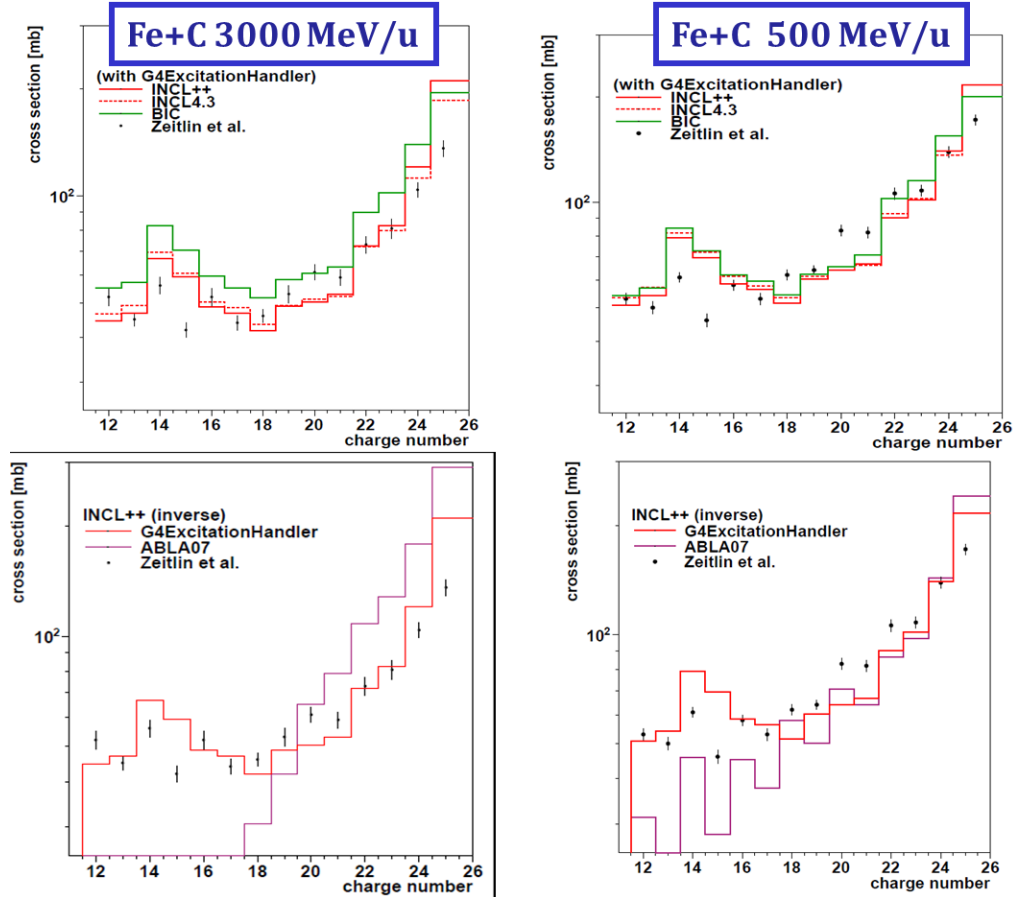 Fe+C 3000 MeV/u
cross section [mb]
(with G4ExcitationHandler)
INCL++
INCL4.3
BIC
Zeitlin et al.
10²
12 14 16 18 20 22 24 26
charge number
Fe+C 500 MeV/u
cross section [mb]
(with G4ExcitationHandler)
INCL++
INCL4.3
BIC
Zeitlin et al.
10²
12 14 16 18 20 22 24 26
charge number
cross section [mb]
INCL++ (inverse)
G4ExcitationHandler
ABLA07
Zeitlin et al.
10²
12 14 16 18 20 22 24 26
charge number
cross section [mb]
INCL++ (inverse)
G4ExcitationHandler
ABLA07
Zeitlin et al.
10²
12 14 16 18 20 22 24 26
charge number